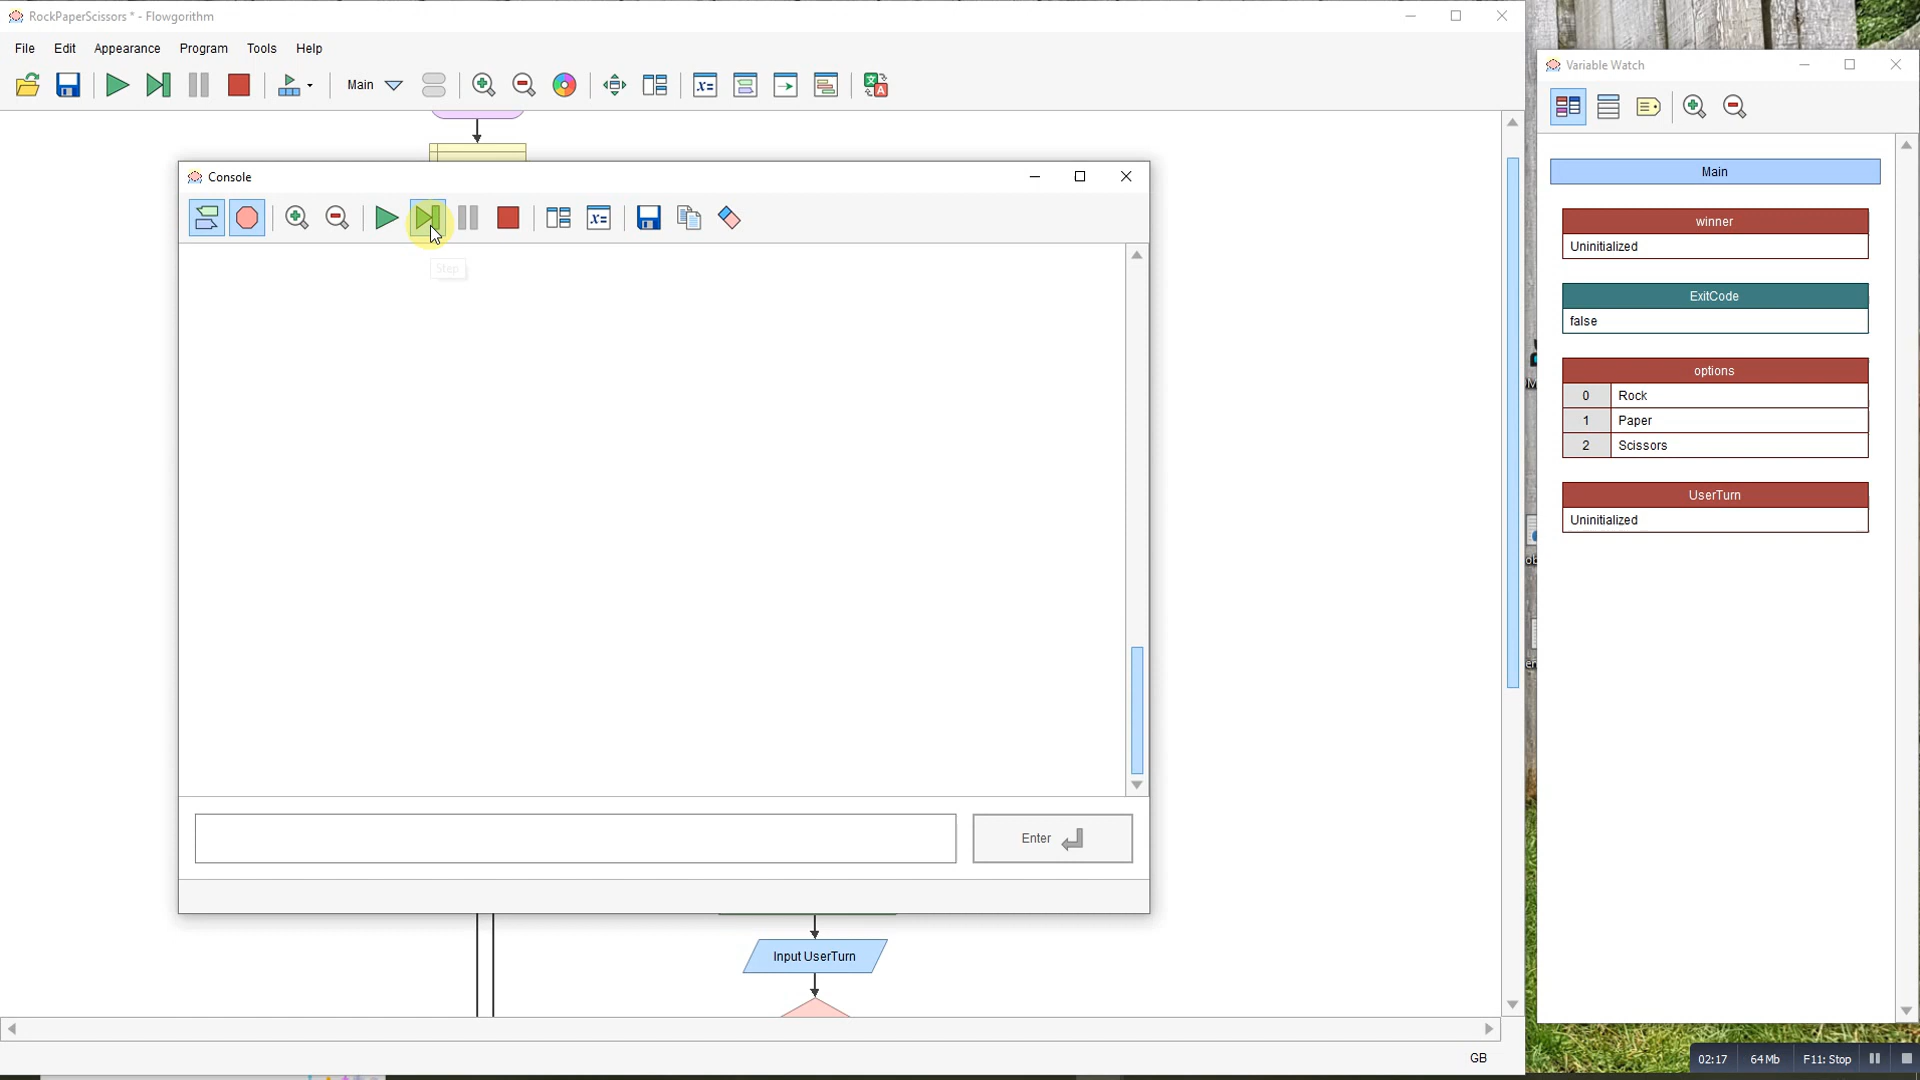 RockPaperScissors * - Flowgorithm
File Edit Appearance Program Tools Help
Main
Console
Step
Enter
Input UserTurn
GB
Variable Watch
Main
winner
Uninitialized
ExitCode
false
options
0 Rock
1 Paper
2 Scissors
UserTurn
Uninitialized
02:17 64 Mb F11: Stop